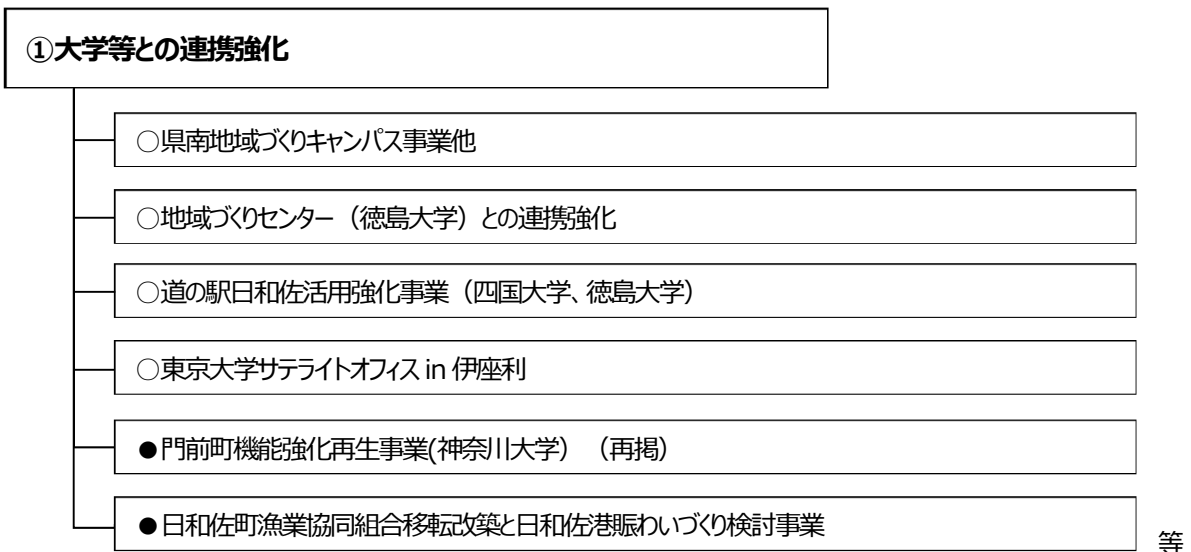 ①大学等との連携強化
○県南地域づくりキャンパス事業他
○地域づくりセンター（徳島大学）との連携強化
○道の駅日和佐活用強化事業（四国大学、徳島大学）
○東京大学サテライトオフィス in 伊座利
●門前町機能強化再生事業(神奈川大学）（再掲）
●日和佐町漁業協同組合移転改築と日和佐港賑わいづくり検討事業
等